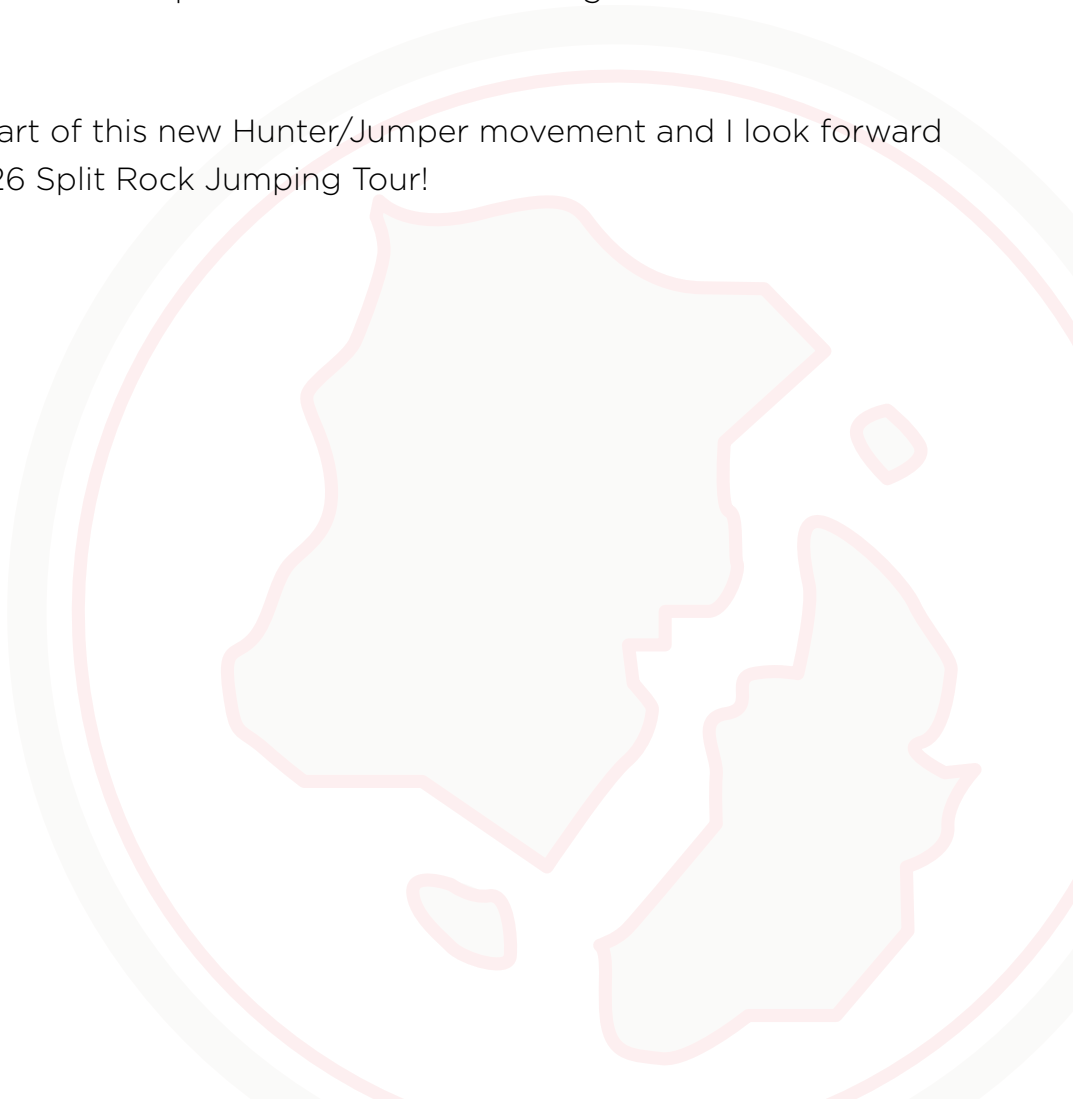 art of this new Hunter/Jumper movement and I look forward
26 Split Rock Jumping Tour!